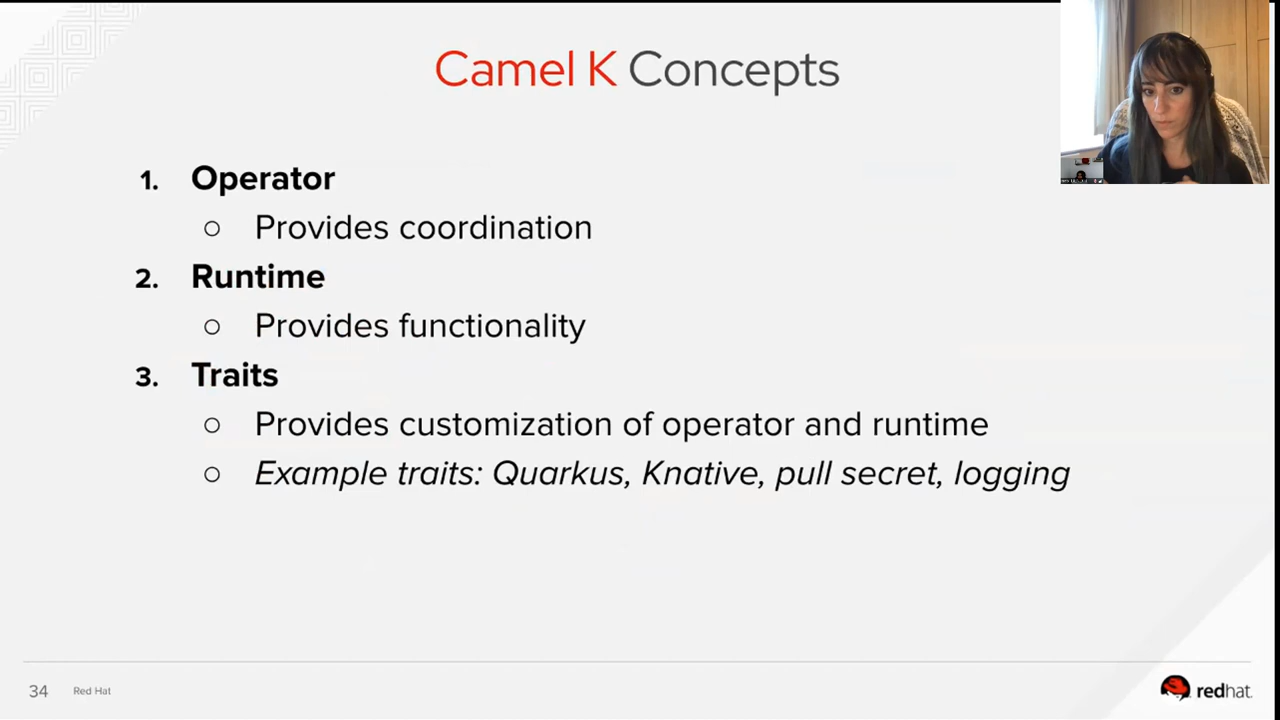 Camel K Concepts
1. Operator
○ Provides coordination
2. Runtime
○ Provides functionality
3. Traits
○ Provides customization of operator and runtime
○ Example traits: Quarkus, Knative, pull secret, logging
34 Red Hat
redhat.